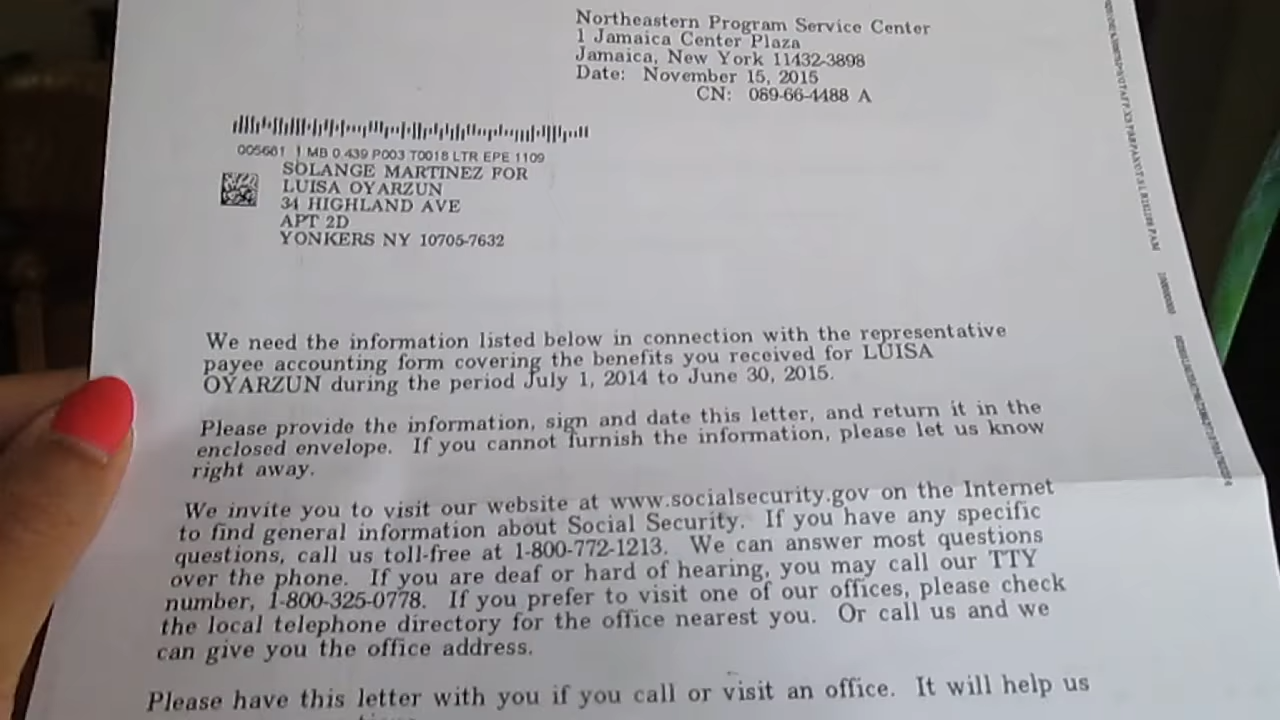 Northeastern Program Service Center
1 Jamaica Center Plaza
Jamaica, New York 11432-3898
Date: November 15, 2015
CN: 089-66-4488 A
005661 1 MB 0.439 P003 T0018 LTR EPE 1109
SOLANGE MARTINEZ FOR
LUISA OYARZUN
34 HIGHLAND AVE
APT 2D
YONKERS NY 10705-7632
We need the information listed below in connection with the representative
payee accounting form covering the benefits you received for LUISA
OYARZUN during the period July 1, 2014 to June 30, 2015.
Please provide the information, sign and date this letter, and return it in the
enclosed envelope. If you cannot furnish the information, please let us know
right away.
We invite you to visit our website at www.socialsecurity.gov on the Internet
to find general information about Social Security. If you have any specific
questions, call us toll-free at 1-800-772-1213. We can answer most questions
over the phone. If you are deaf or hard of hearing, you may call our TTY
number, 1-800-325-0778. If you prefer to visit one of our offices, please check
the local telephone directory for the office nearest you. Or call us and we
can give you the office address.
Please have this letter with you if you call or visit an office. It will help us